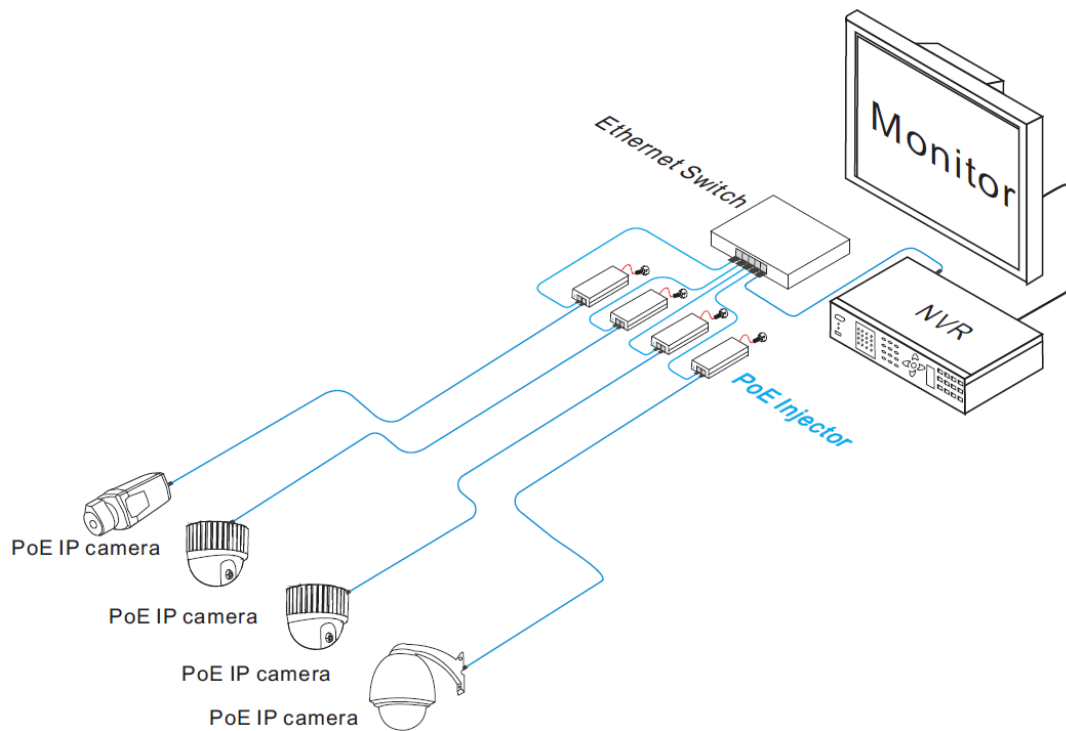 Monitor
Ethernet Switch
NVR
PoE Injector
PoE IP camera
PoE IP camera
PoE IP camera
PoE IP camera